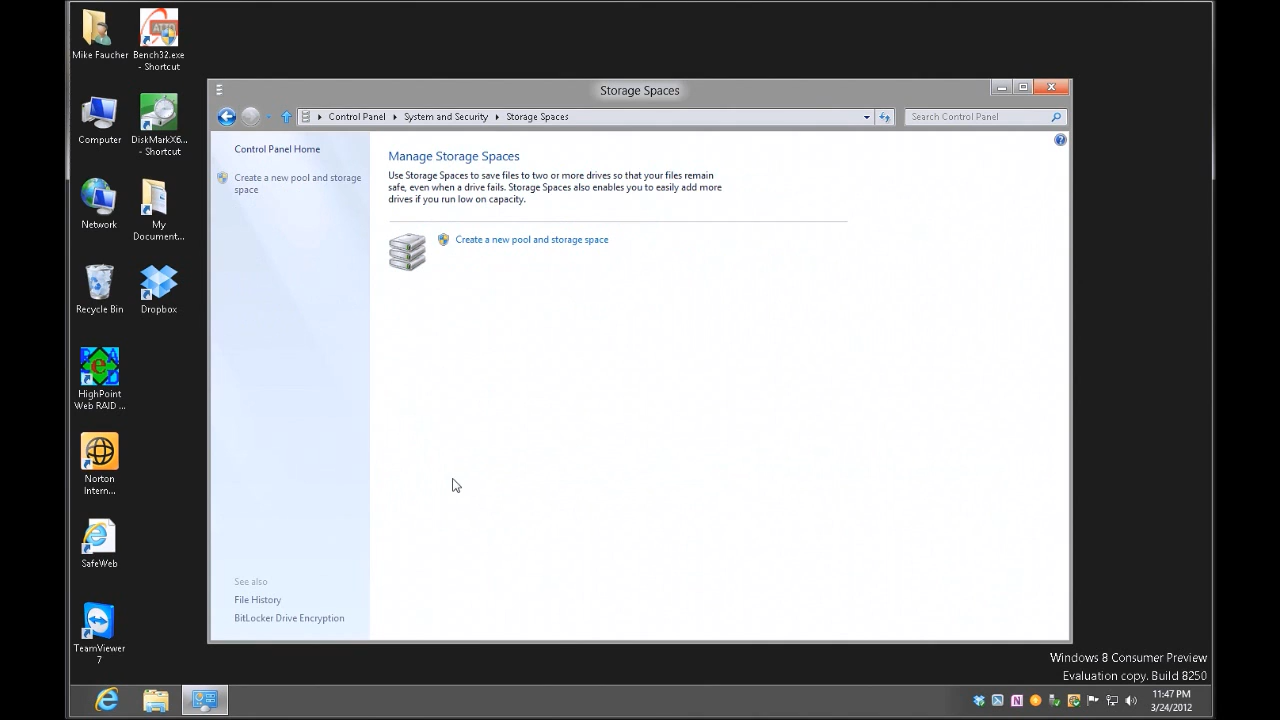 Mike Faucher
Bench32.exe
- Shortcut
Computer
DiskMarkX6...
- Shortcut
Network
My
Document...
Recycle Bin
Dropbox
HighPoint
Web RAID ...
Norton
Intern...
SafeWeb
TeamViewer
7
Storage Spaces
Control Panel
System and Security
Storage Spaces
Search Control Panel
Control Panel Home
Create a new pool and storage
space
Manage Storage Spaces
Use Storage Spaces to save files to two or more drives so that your files remain
safe, even when a drive fails. Storage Spaces also enables you to easily add more
drives if you run low on capacity.
Create a new pool and storage space
See also
File History
BitLocker Drive Encryption
Windows 8 Consumer Preview
Evaluation copy. Build 8250
11:47 PM
3/24/2012